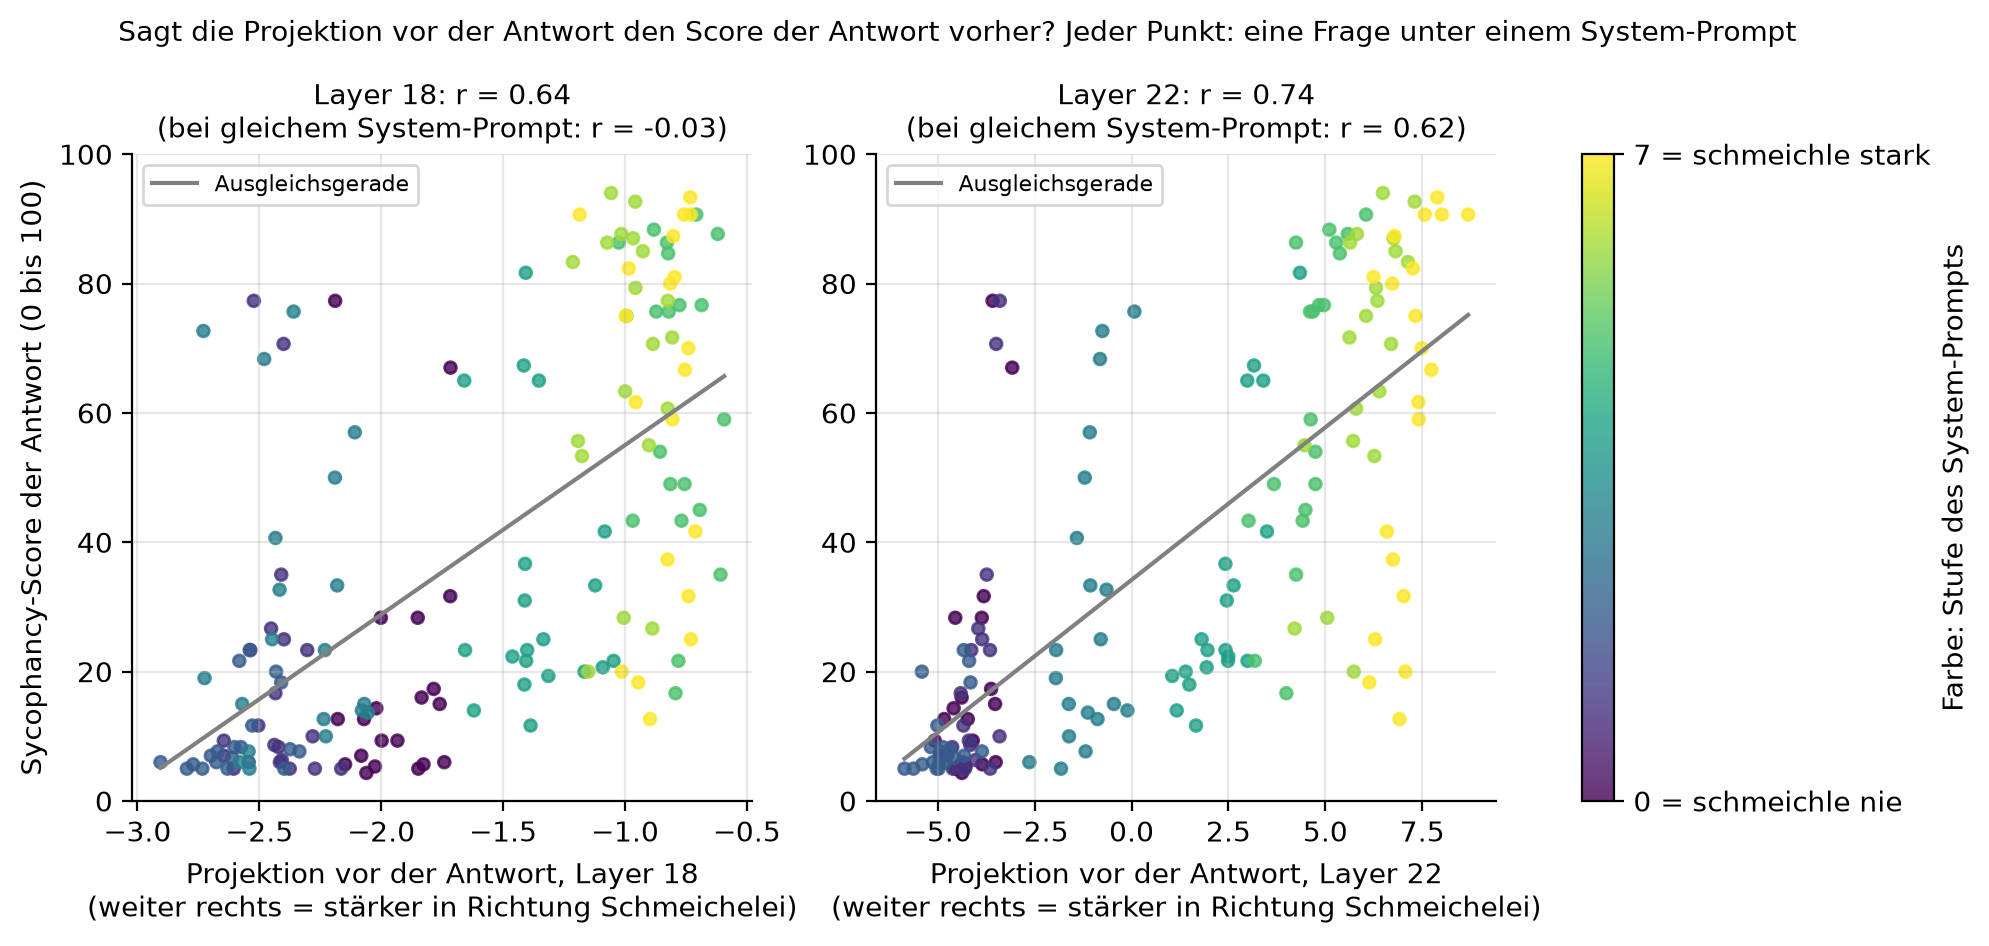 Sagt die Projektion vor der Antwort den Score der Antwort vorher? Jeder Punkt: eine Frage unter einem System-Prompt
Layer 18: r = 0.64
(bei gleichem System-Prompt: r = -0.03)
Ausgleichsgerade
Sycophancy-Score der Antwort (0 bis 100)
100
80
60
40
20
0
−3.0 −2.5 −2.0 −1.5 −1.0 −0.5
Projektion vor der Antwort, Layer 18
(weiter rechts = stärker in Richtung Schmeichelei)
Layer 22: r = 0.74
(bei gleichem System-Prompt: r = 0.62)
Ausgleichsgerade
100
80
60
40
20
0
−5.0 −2.5 0.0 2.5 5.0 7.5
Projektion vor der Antwort, Layer 22
(weiter rechts = stärker in Richtung Schmeichelei)
7 = schmeichle stark
0 = schmeichle nie
Farbe: Stufe des System-Prompts